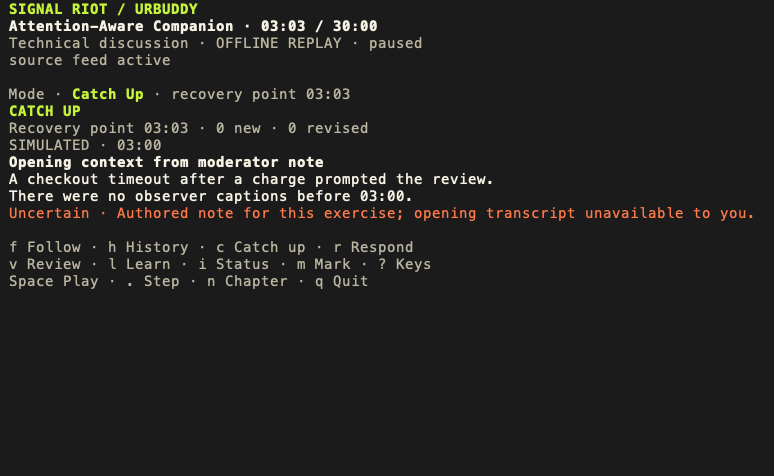 SIGNAL RIOT / URBUDDY
Attention-Aware Companion · 03:03 / 30:00
Technical discussion · OFFLINE REPLAY · paused
source feed active
Mode · Catch Up · recovery point 03:03
CATCH UP
Recovery point 03:03 · 0 new · 0 revised
SIMULATED · 03:00
Opening context from moderator note
A checkout timeout after a charge prompted the review.
There were no observer captions before 03:00.
Uncertain · Authored note for this exercise; opening transcript unavailable to you.
f Follow · h History · c Catch up · r Respond
v Review · l Learn · i Status · m Mark · ? Keys
Space Play · . Step · n Chapter · q Quit